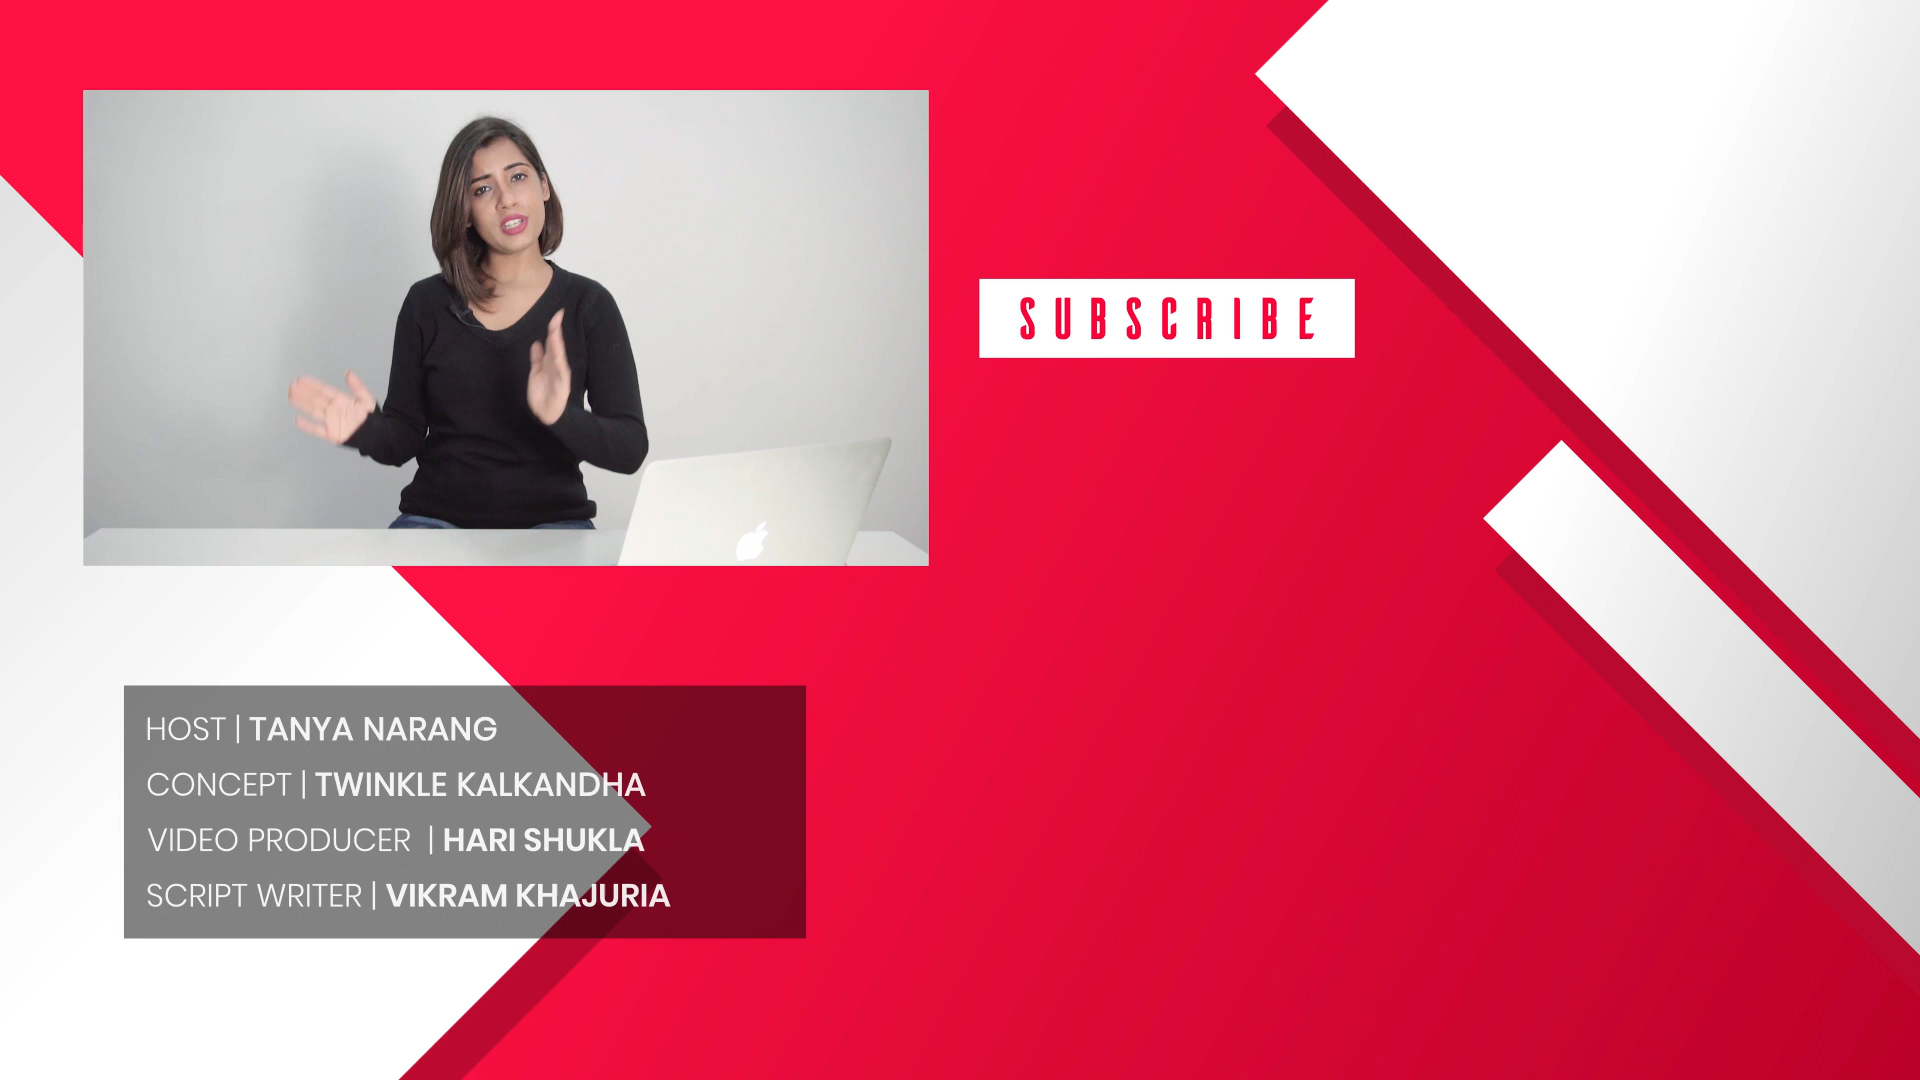 SUBSCRIBE
HOST | TANYA NARANG
CONCEPT | TWINKLE KALKANDHA
VIDEO PRODUCER | HARI SHUKLA
SCRIPT WRITER | VIKRAM KHAJURIA